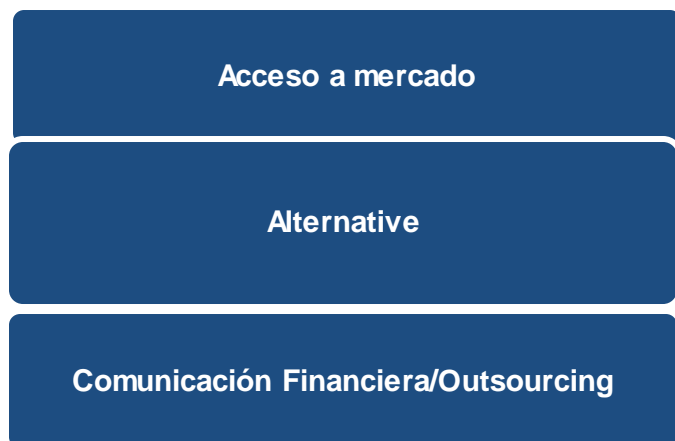 Acceso a mercado
Alternative
Comunicación Financiera/Outsourcing